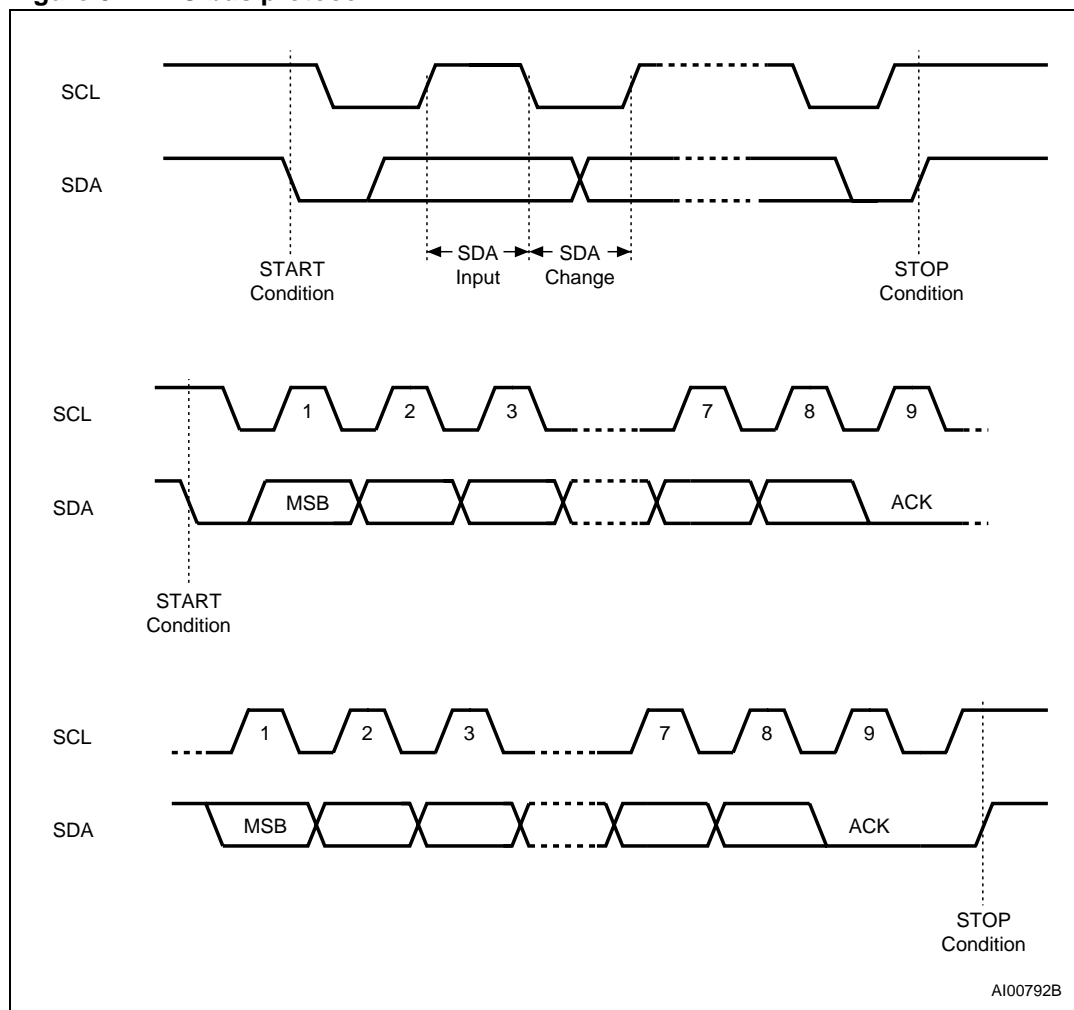 SCL
SDA
START
Condition
SDA
Input
SDA
Change
STOP
Condition
SCL
1 2 3 7 8 9
SDA
MSB ACK
START
Condition
SCL
1 2 3 7 8 9
SDA
MSB ACK
STOP
Condition
AI00792B